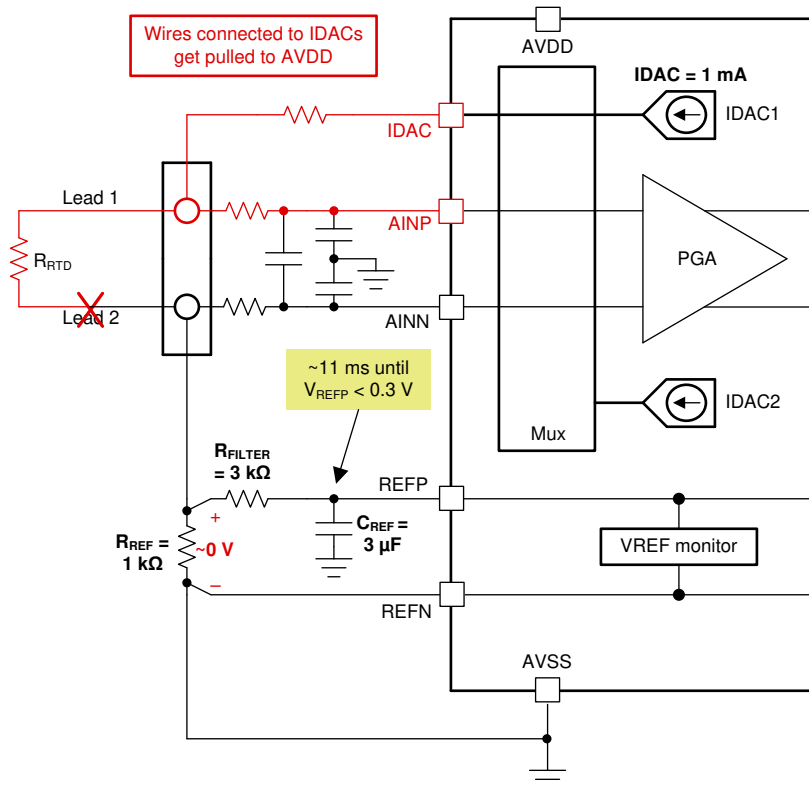 Wires connected to IDACs
get pulled to AVDD
AVDD
IDAC = 1 mA
IDAC
IDAC1
Lead 1
AINP
RRTD
PGA
Lead 2
AINN
~11 ms until
VREFP < 0.3 V
IDAC2
Mux
RFILTER
= 3 kΩ
REFP
+
RREF =
1 kΩ
~0 V
CREF =
3 µF
VREF monitor
–
REFN
AVSS